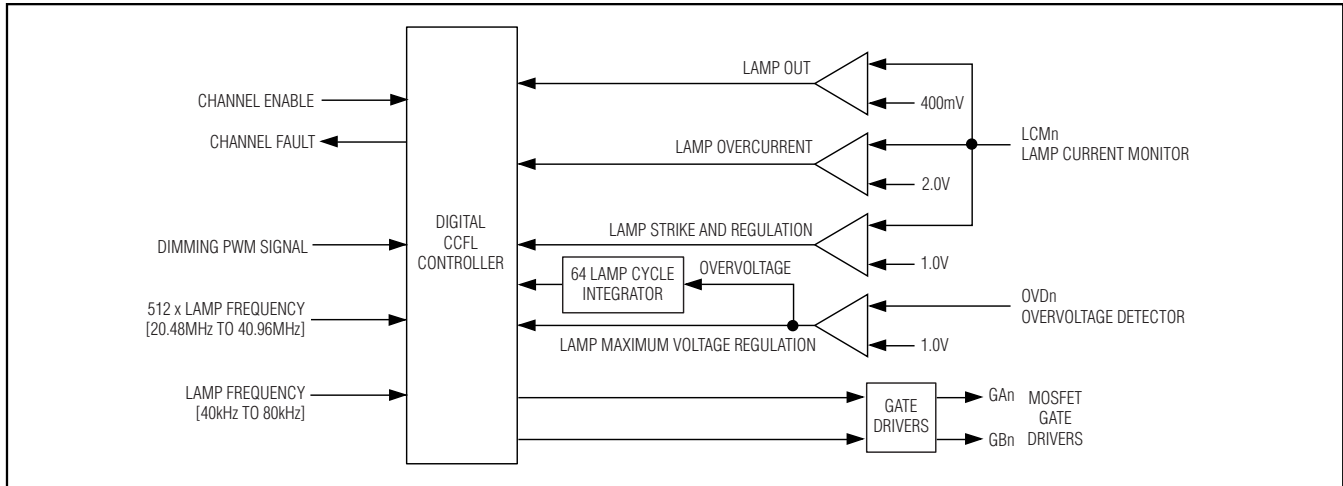 CHANNEL ENABLE
CHANNEL FAULT
DIMMING PWM SIGNAL
512 x LAMP FREQUENCY
[20.48MHz TO 40.96MHz]
LAMP FREQUENCY
[40kHz TO 80kHz]
DIGITAL
CCFL
CONTROLLER
LAMP OUT
400mV
LAMP OVERCURRENT
2.0V
LCMn
LAMP CURRENT MONITOR
LAMP STRIKE AND REGULATION
1.0V
64 LAMP CYCLE
INTEGRATOR
OVERVOLTAGE
LAMP MAXIMUM VOLTAGE REGULATION
1.0V
OVDn
OVERVOLTAGE DETECTOR
GATE
DRIVERS
GAn
GBn
MOSFET
GATE
DRIVERS